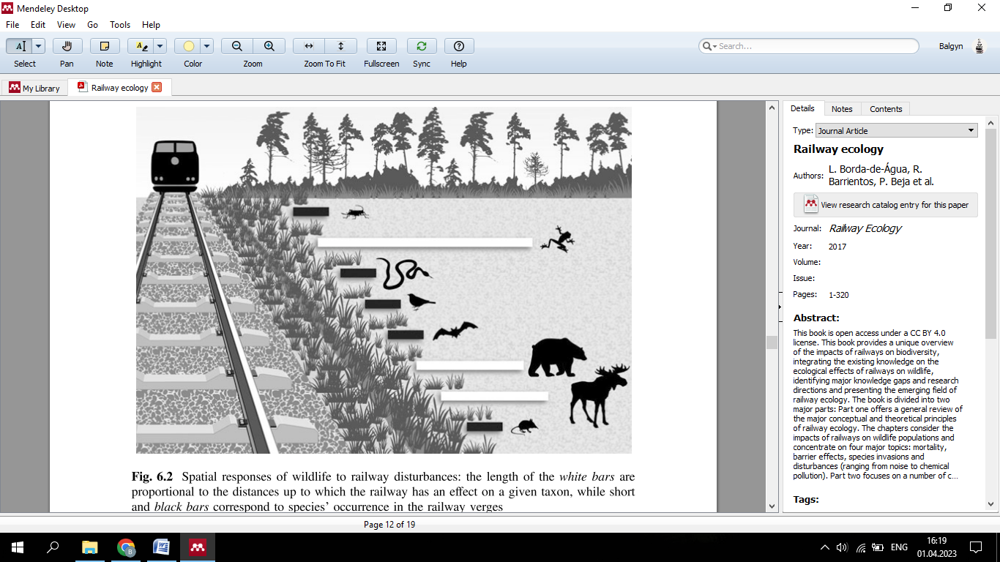 Mendeley Desktop
File Edit View Go Tools Help
Select Pan Note Highlight Color Zoom Zoom To Fit Fullscreen Sync Help
Search...
Balgyn
My Library
Railway ecology
Fig. 6.2 Spatial responses of wildlife to railway disturbances: the length of the white bars are
proportional to the distances up to which the railway has an effect on a given taxon, while short
and black bars correspond to species' occurrence in the railway verges
Page 12 of 19
Details Notes Contents
Type: Journal Article
Railway ecology
Authors: L. Borda-de-Água, R.
Barrientos, P. Beja et al.
View research catalog entry for this paper
Journal: Railway Ecology
Year: 2017
Volume:
Issue:
Pages: 1-320
Abstract:
This book is open access under a CC BY 4.0
license. This book provides a unique overview
of the impacts of railways on biodiversity,
integrating the existing knowledge on the
ecological effects of railways on wildlife,
identifying major knowledge gaps and research
directions and presenting the emerging field of
railway ecology. The book is divided into two
major parts: Part one offers a general review of
the major conceptual and theoretical principles
of railway ecology. The chapters consider the
impacts of railways on wildlife populations and
concentrate on four major topics: mortality,
barrier effects, species invasions and
disturbances (ranging from noise to chemical
pollution). Part two focuses on a number of c...
Tags:
ENG
16:19
01.04.2023